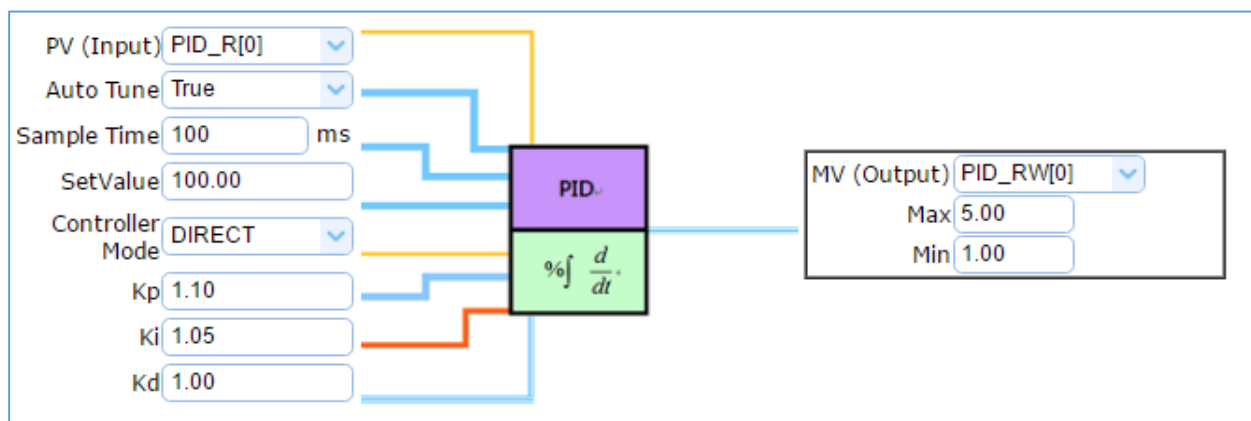 PV (Input) PID_R[0]
Auto Tune True
Sample Time 100 ms
SetValue 100.00
Controller
Mode DIRECT
Kp 1.10
Ki 1.05
Kd 1.00
PID
%∫ d/dt
MV (Output) PID_RW[0]
Max 5.00
Min 1.00